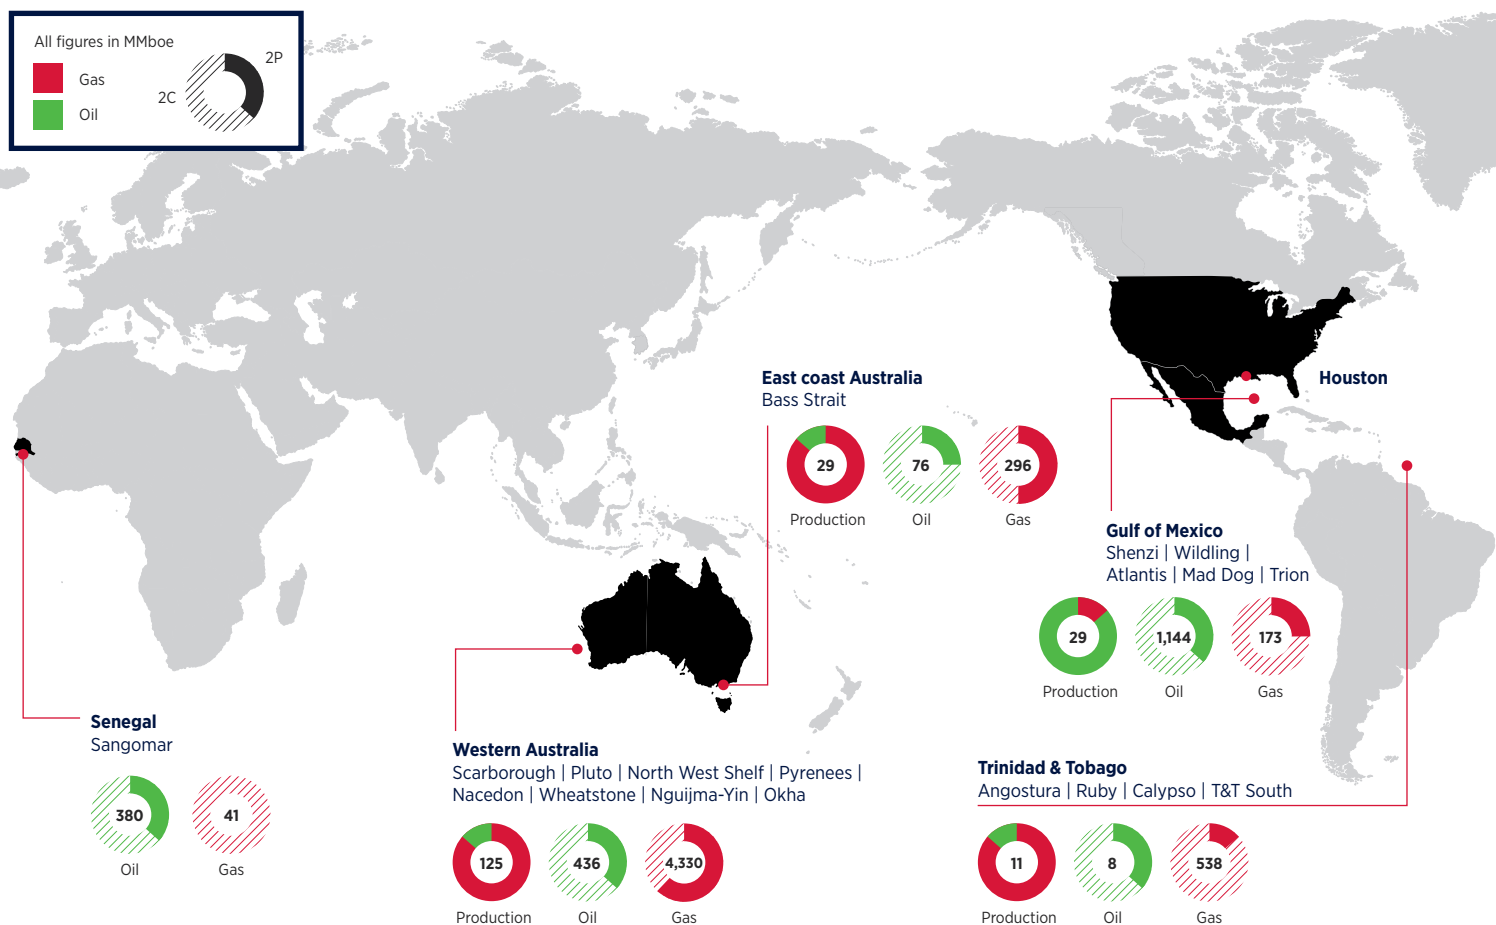 All figures in MMboe
Gas
Oil
2P
2C
East coast Australia
Bass Strait
29
76
296
Production
Oil
Gas
Houston
Gulf of Mexico
Shenzi | Wildling |
Atlantis | Mad Dog | Trion
29
1,144
173
Production
Oil
Gas
Senegal
Sangomar
380
41
Oil
Gas
Western Australia
Scarborough | Pluto | North West Shelf | Pyrenees |
Nacedon | Wheatstone | Nguijma-Yin | Okha
125
436
4,330
Production
Oil
Gas
Trinidad & Tobago
Angostura | Ruby | Calypso | T&T South
11
8
538
Production
Oil
Gas